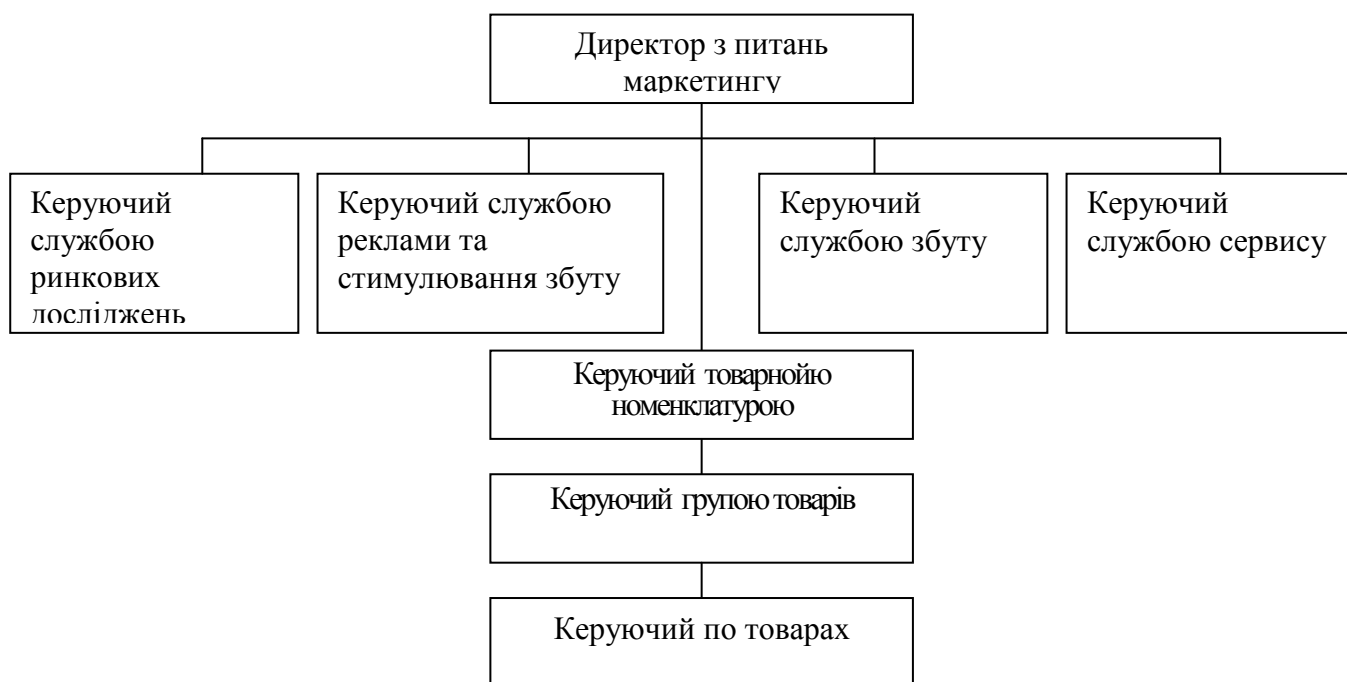 Директор з питань
маркетингу
Керуючий
службою
ринкових
досліджень
Керуючий службою
реклами та
стимулювання збуту
Керуючий
службою збуту
Керуючий
службою сервису
Керуючий товарнойю
номенклатурою
Керуючий групою товарів
Керуючий по товарах